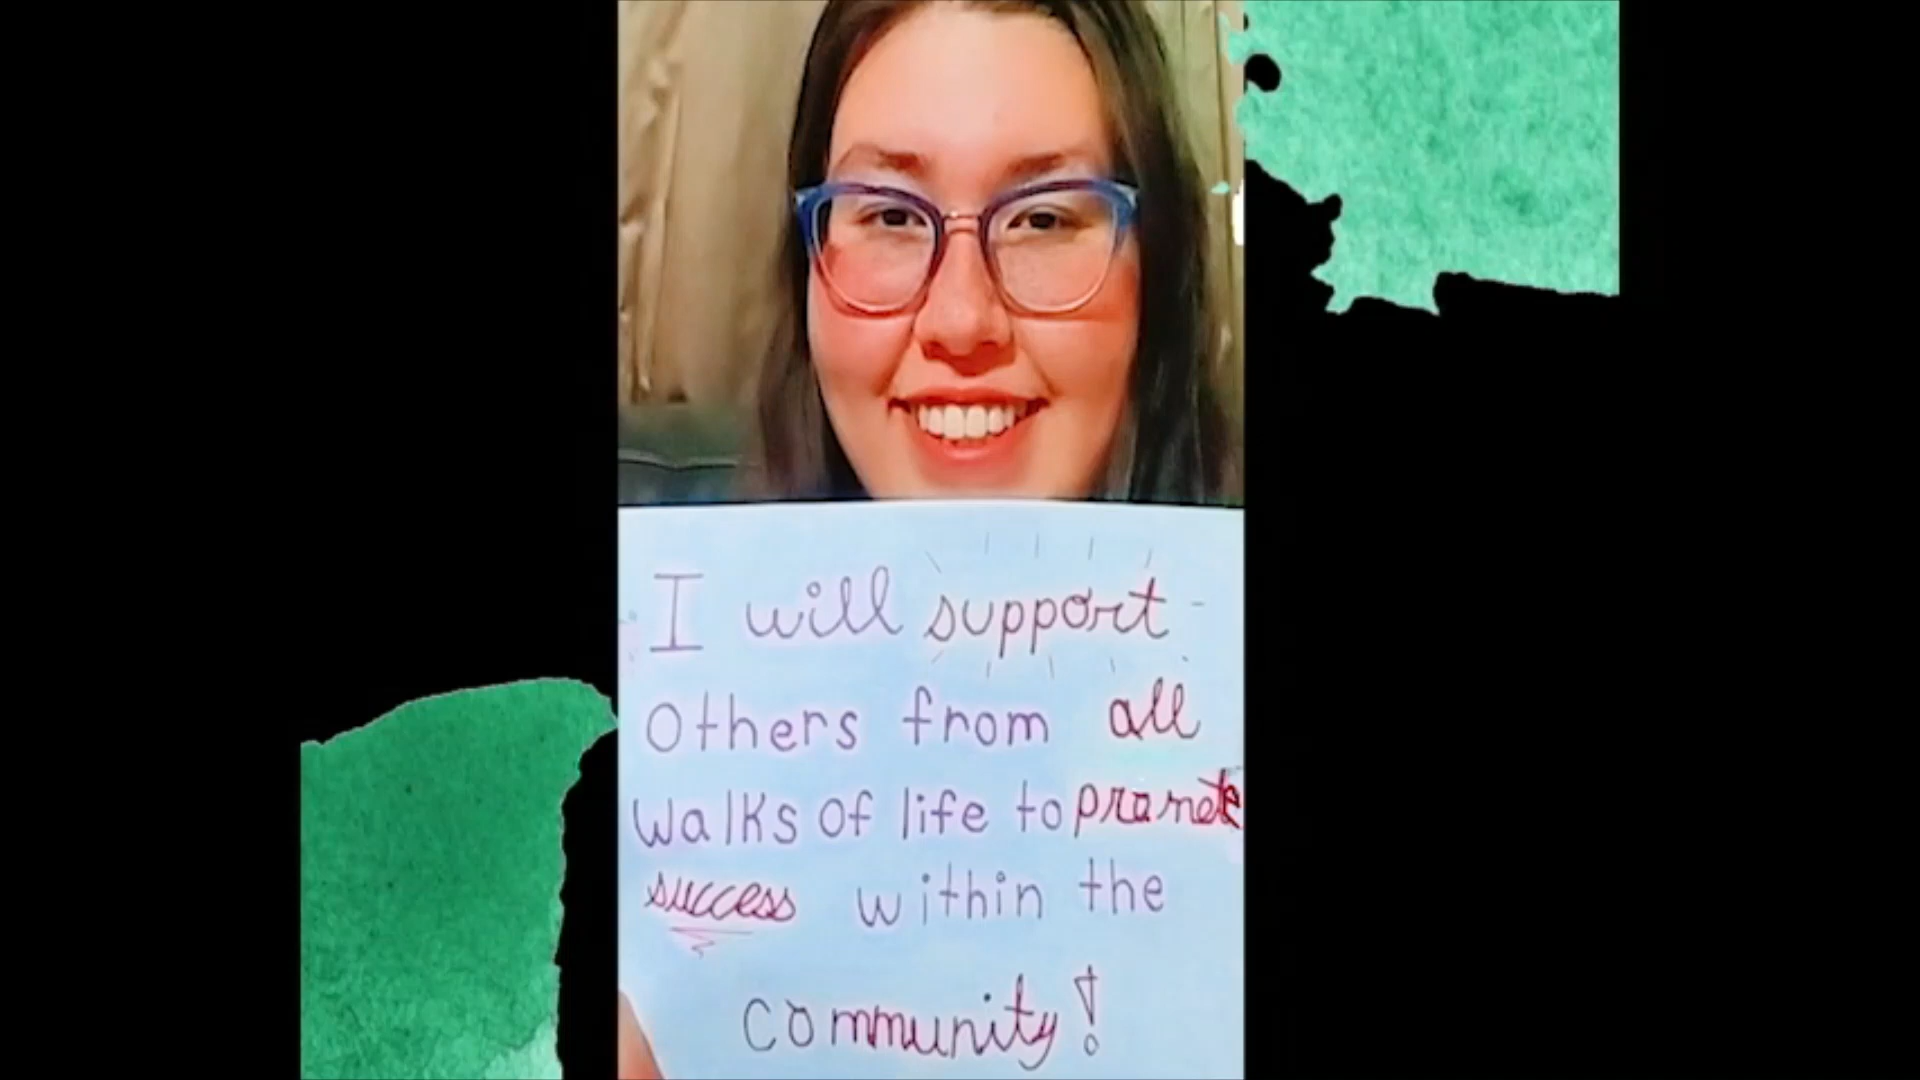 I will support
others from all
walks of life to promote
success within the
community!